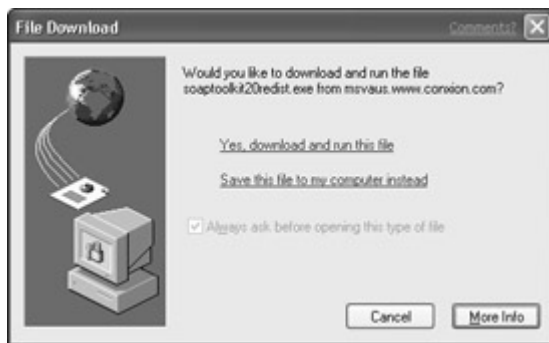 File Download
Comments?
Would you like to download and run the file
soaptoolkit20redist.exe from msvaus.www.conxion.com?
Yes, download and run this file
Save this file to my computer instead
Always ask before opening this type of file
Cancel
More Info